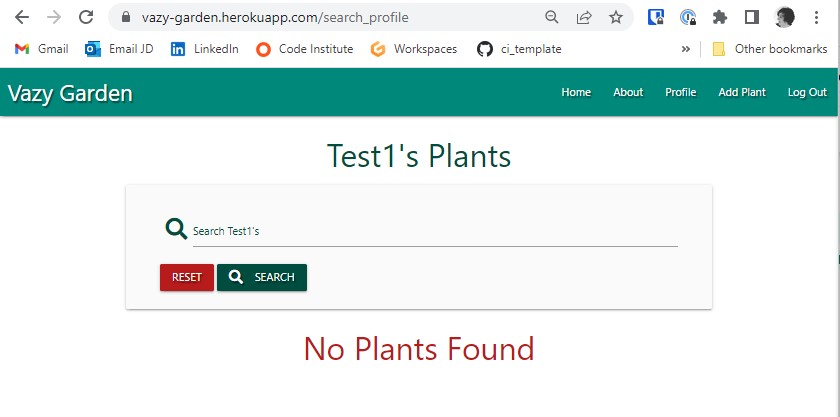 vazy-garden.herokuapp.com/search_profile
Gmail Email JD LinkedIn Code Institute Workspaces ci_template » Other bookmarks
Vazy Garden Home About Profile Add Plant Log Out
Test1's Plants
Search Test1's
RESET SEARCH
No Plants Found